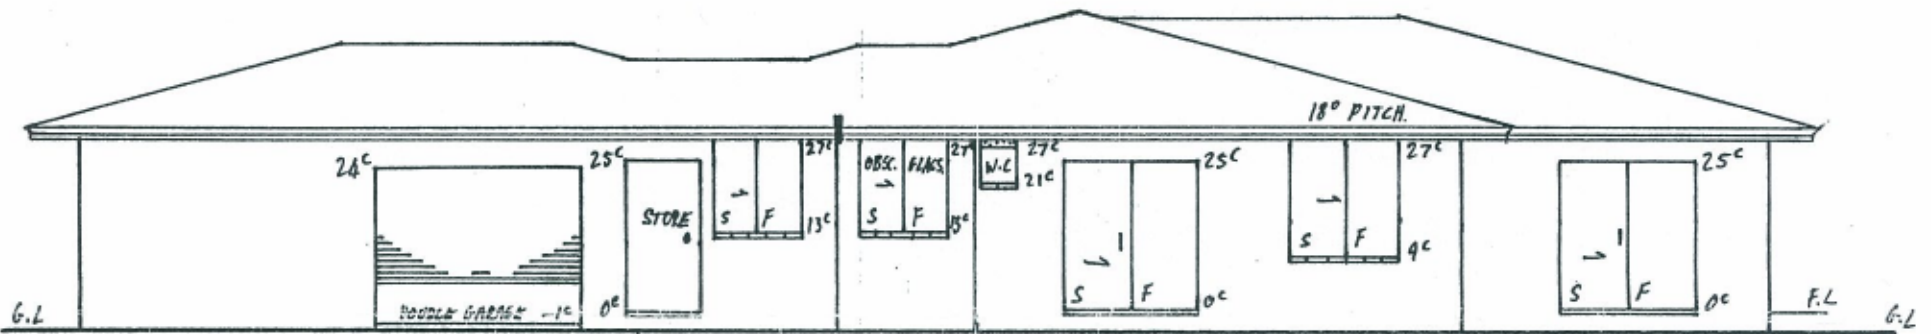 18° PITCH.
24ᶜ
25ᶜ
STORE
0ᶜ
DOUBLE GARAGE -1ᶜ
27ᶜ
S F
13ᶜ
OBSC. GLASS.
27ᶜ
S F
13ᶜ
W.C
27ᶜ
21ᶜ
25ᶜ
S F
0ᶜ
27ᶜ
S F
9ᶜ
25ᶜ
S F
0ᶜ
G.L
F.L
G.L